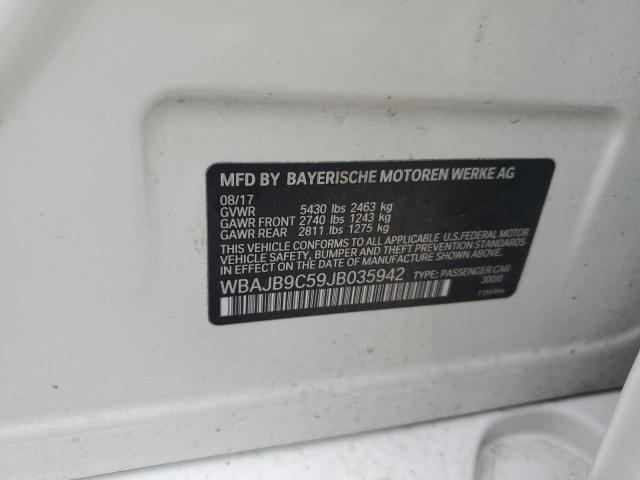 MFD BY BAYERISCHE MOTOREN WERKE AG
08/17
GVWR 5430 lbs 2463 kg
GAWR FRONT 2740 lbs 1243 kg
GAWR REAR 2811 lbs 1275 kg
THIS VEHICLE CONFORMS TO ALL APPLICABLE U.S.FEDERAL MOTOR
VEHICLE SAFETY, BUMPER AND THEFT PREVENTION STANDARDS
IN EFFECT ON THE DATE OF MANUFACTURE SHOWN ABOVE.
WBAJB9C59JB035942 TYPE: PASSENGER CAR
300/0